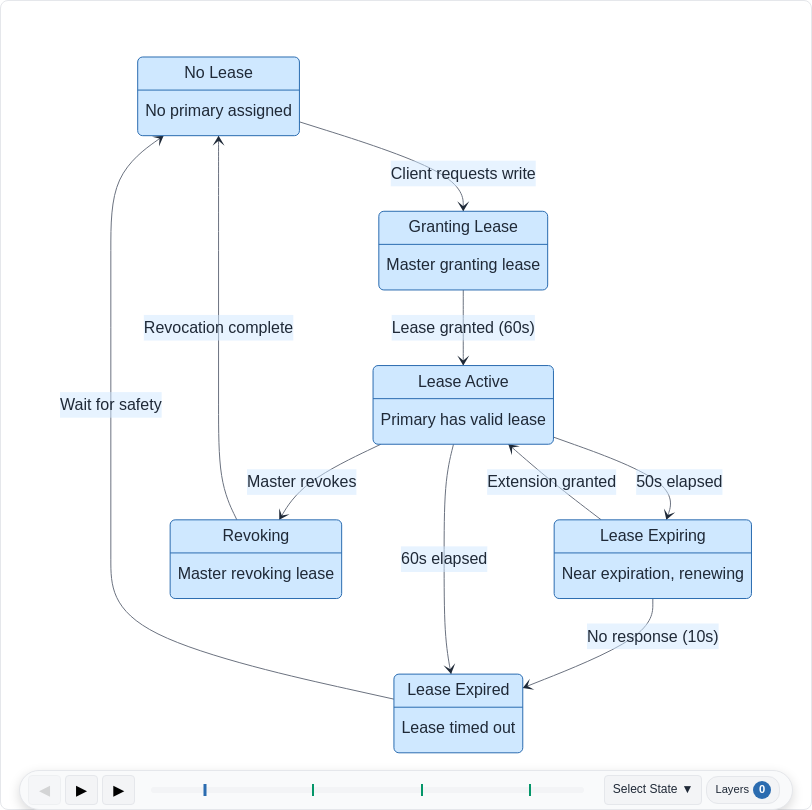 No Lease
No primary assigned
Client requests write
Granting Lease
Master granting lease
Revocation complete
Lease granted (60s)
Lease Active
Primary has valid lease
Wait for safety
Master revokes
Extension granted
50s elapsed
Revoking
Master revoking lease
60s elapsed
Lease Expiring
Near expiration, renewing
No response (10s)
Lease Expired
Lease timed out
Select State ▼
Layers 0